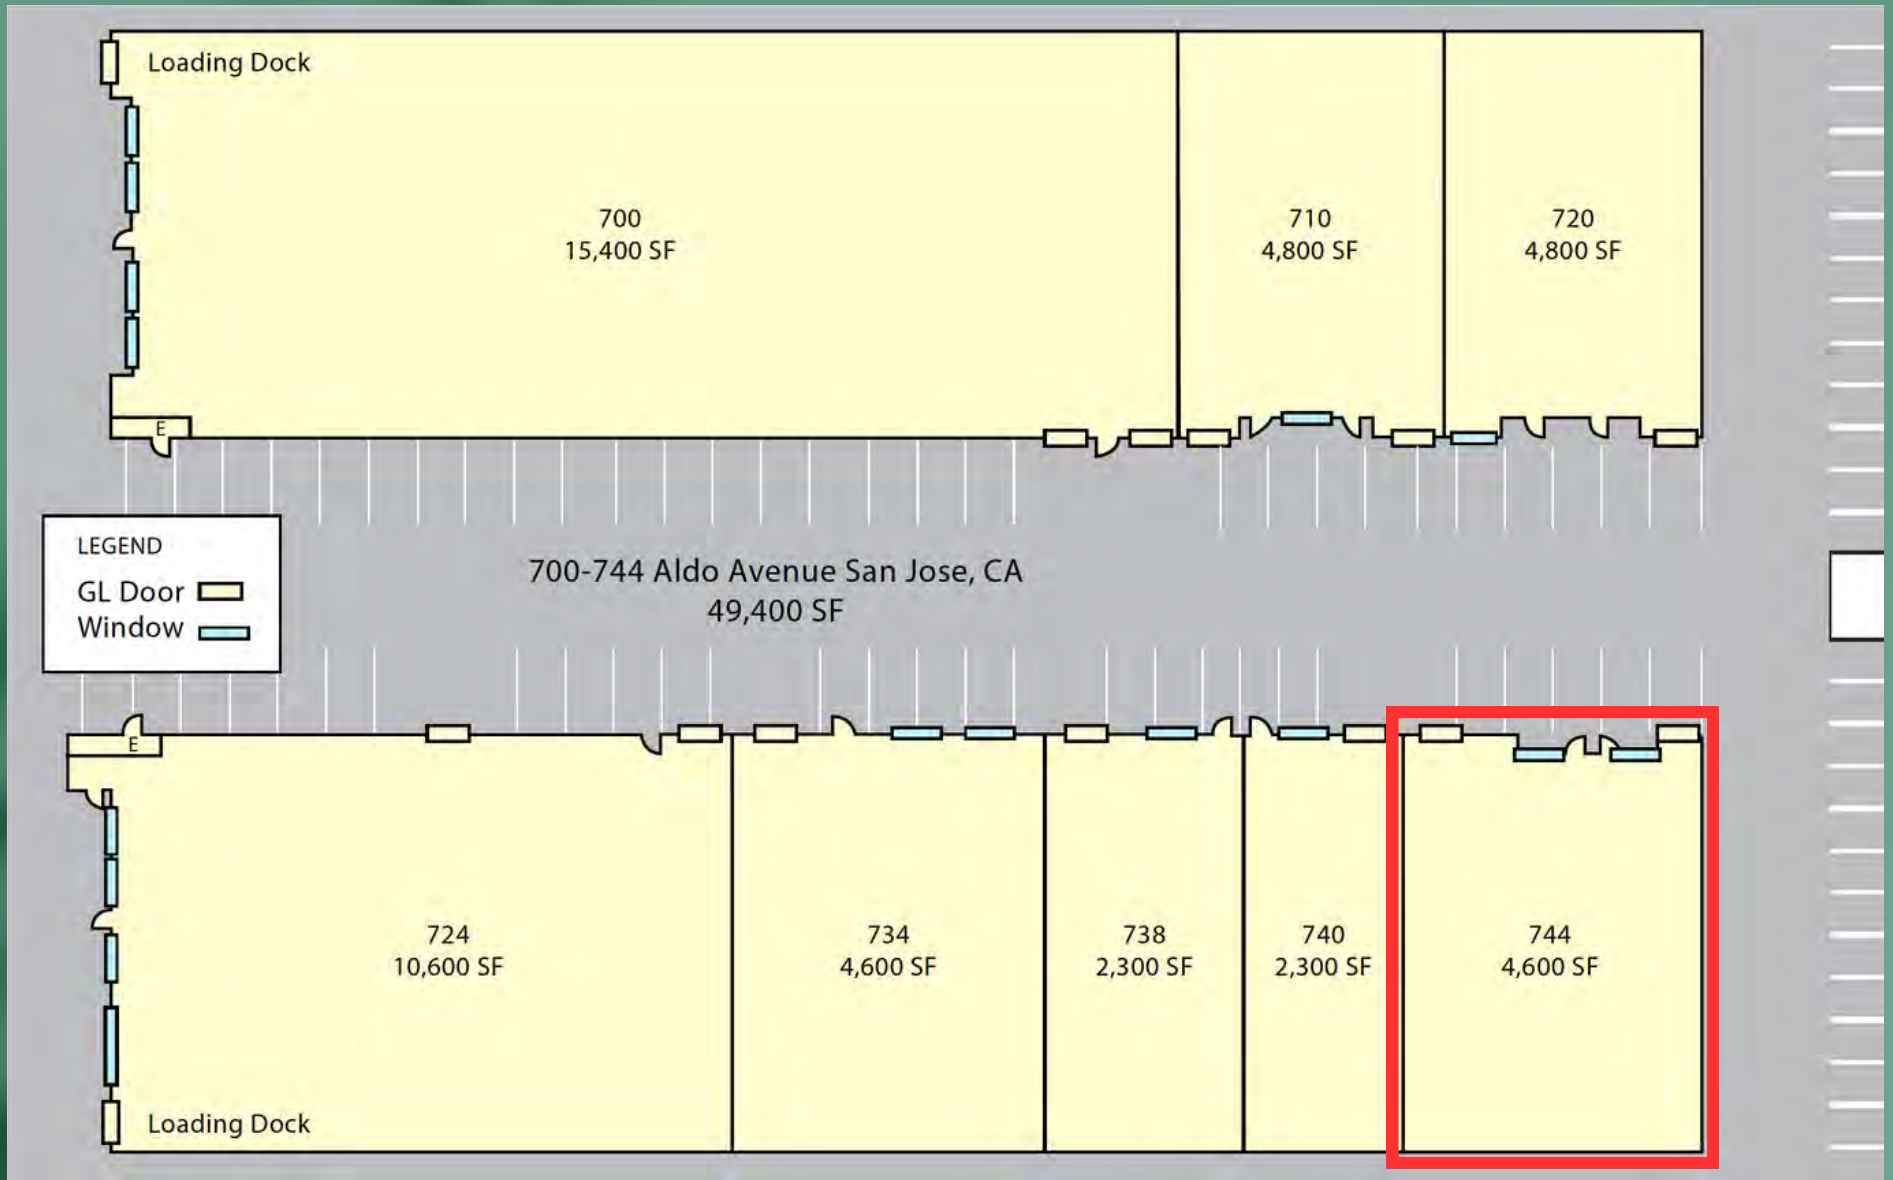 Loading Dock
700
15,400 SF
710
4,800 SF
720
4,800 SF
E
LEGEND
GL Door
Window
700-744 Aldo Avenue San Jose, CA
49,400 SF
E
724
10,600 SF
734
4,600 SF
738
2,300 SF
740
2,300 SF
744
4,600 SF
Loading Dock